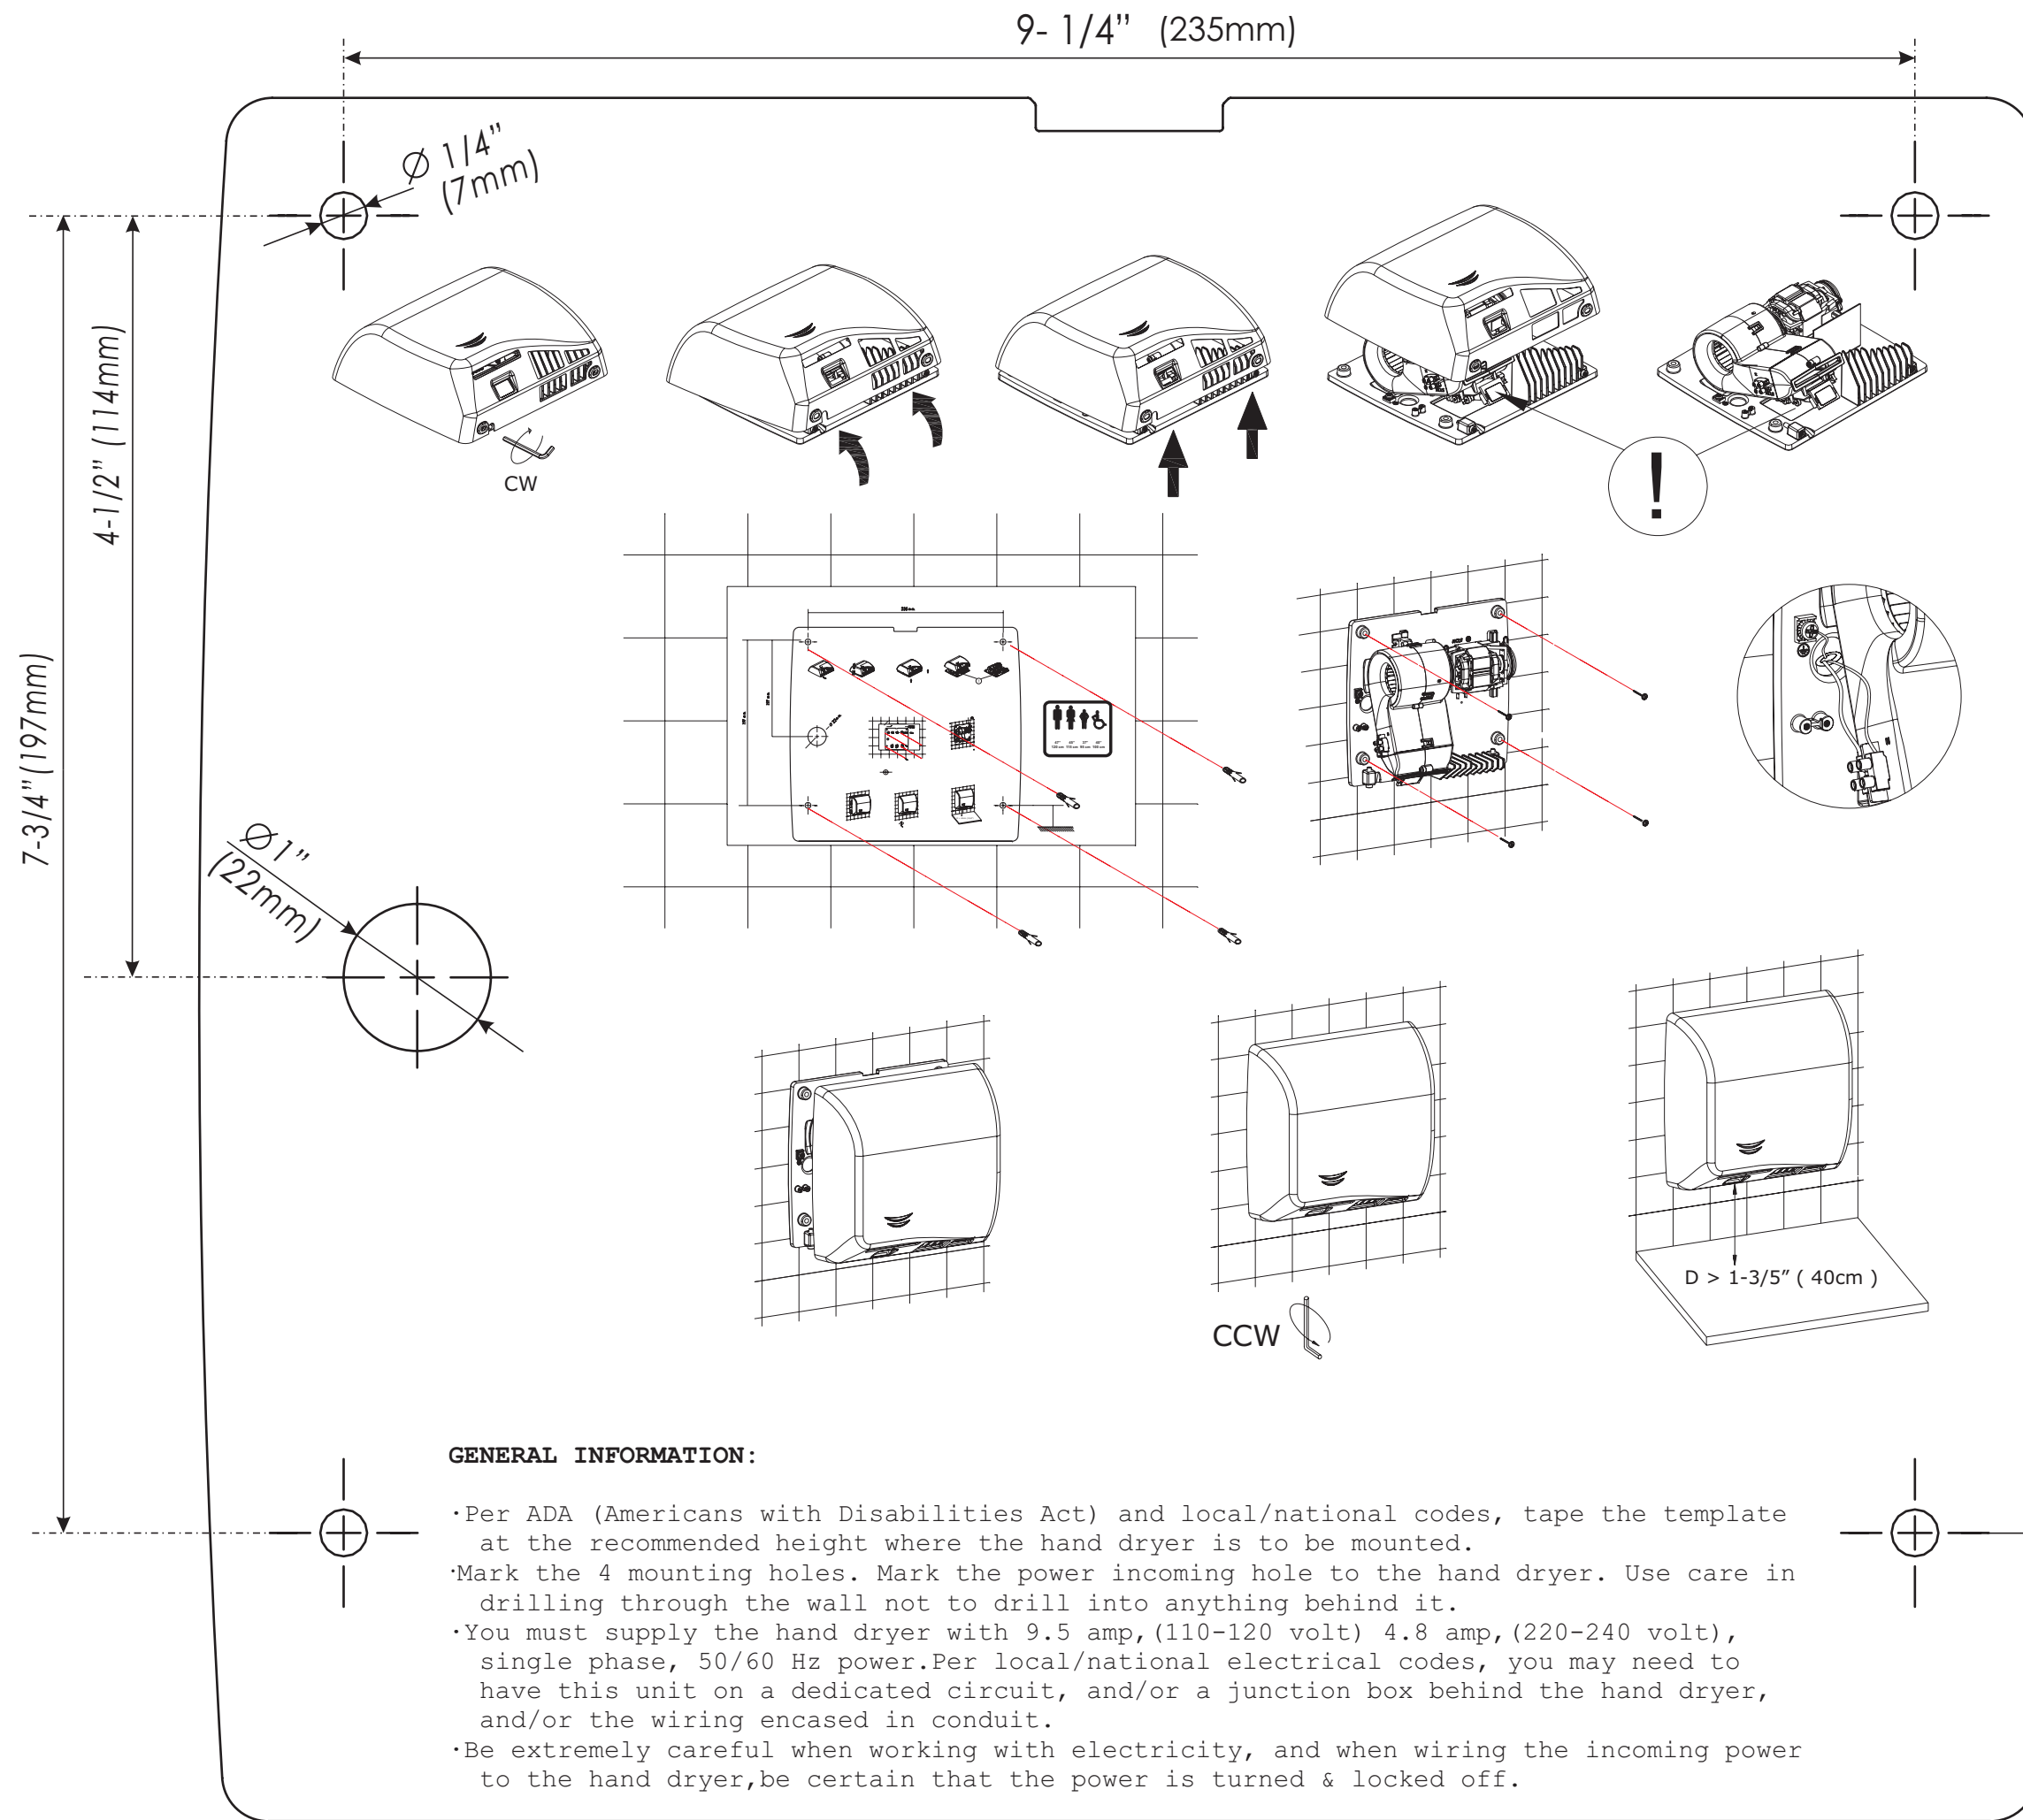 9- 1/4” (235mm)
Ø 1/4”
(7mm)
4-1/2” (114mm)
7-3/4”(197mm)
CW
!
Ø 1”
(22mm)
CCW
D > 1-3/5” ( 40cm )
GENERAL INFORMATION:
·Per ADA (Americans with Disabilities Act) and local/national codes, tape the template
at the recommended height where the hand dryer is to be mounted.
·Mark the 4 mounting holes. Mark the power incoming hole to the hand dryer. Use care in
drilling through the wall not to drill into anything behind it.
·You must supply the hand dryer with 9.5 amp,(110-120 volt) 4.8 amp,(220-240 volt),
single phase, 50/60 Hz power.Per local/national electrical codes, you may need to
have this unit on a dedicated circuit, and/or a junction box behind the hand dryer,
and/or the wiring encased in conduit.
·Be extremely careful when working with electricity, and when wiring the incoming power
to the hand dryer,be certain that the power is turned & locked off.